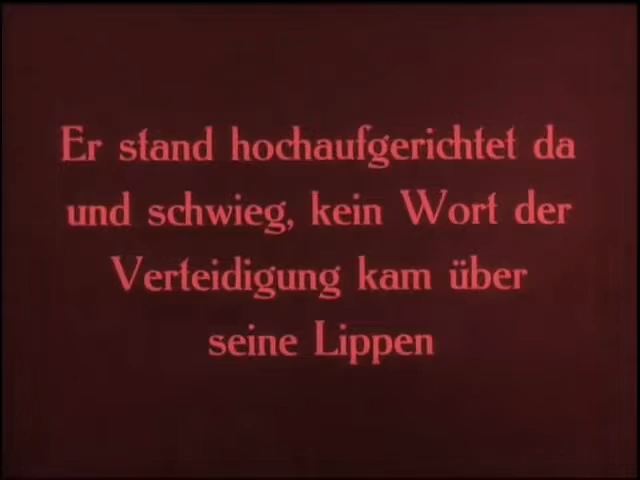 Er stand hochaufgerichtet da
und schwieg, kein Wort der
Verteidigung kam über
seine Lippen